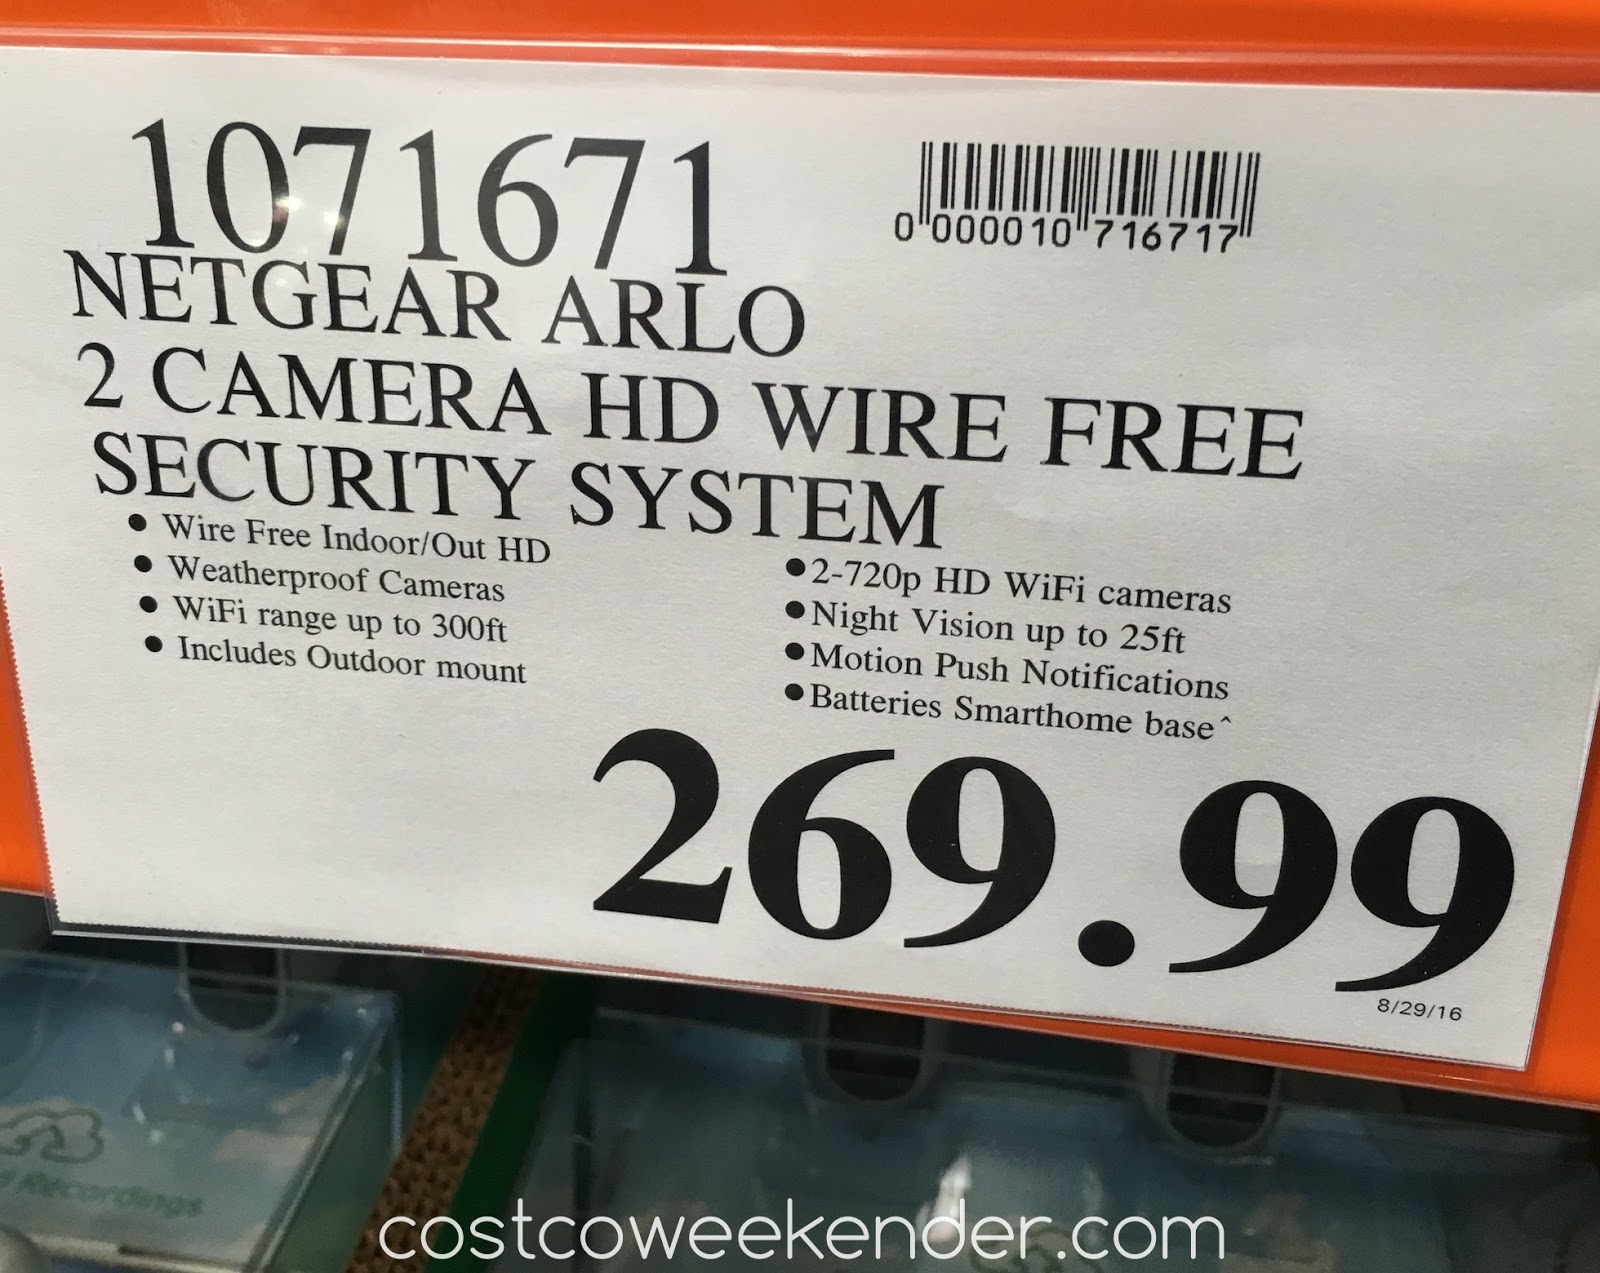 1071671
0 000010 716717
NETGEAR ARLO
2 CAMERA HD WIRE FREE
SECURITY SYSTEM
• Wire Free Indoor/Out HD
• Weatherproof Cameras
• WiFi range up to 300ft
• Includes Outdoor mount
•2-720p HD WiFi cameras
•Night Vision up to 25ft
•Motion Push Notifications
•Batteries Smarthome base^
269.99
8/29/16
Recordings
costcoweekender.com